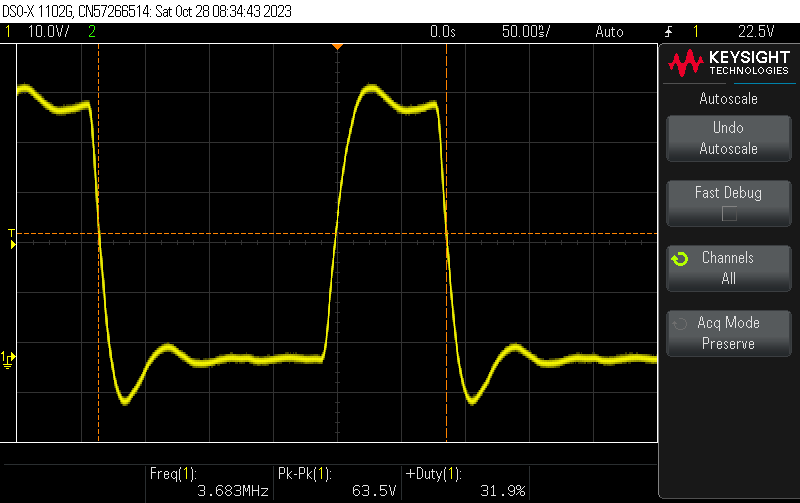 DSO-X 1102G, CN57266514: Sat Oct 28 08:34:43 2023
1 10.0V/ 2 0.0s 50.00ns/ Auto 1 22.5V
KEYSIGHT
TECHNOLOGIES
Autoscale
Undo
Autoscale
Fast Debug
T
Channels
All
Acq Mode
Preserve
1
Freq(1): Pk-Pk(1): +Duty(1):
3.683MHz 63.5V 31.9%